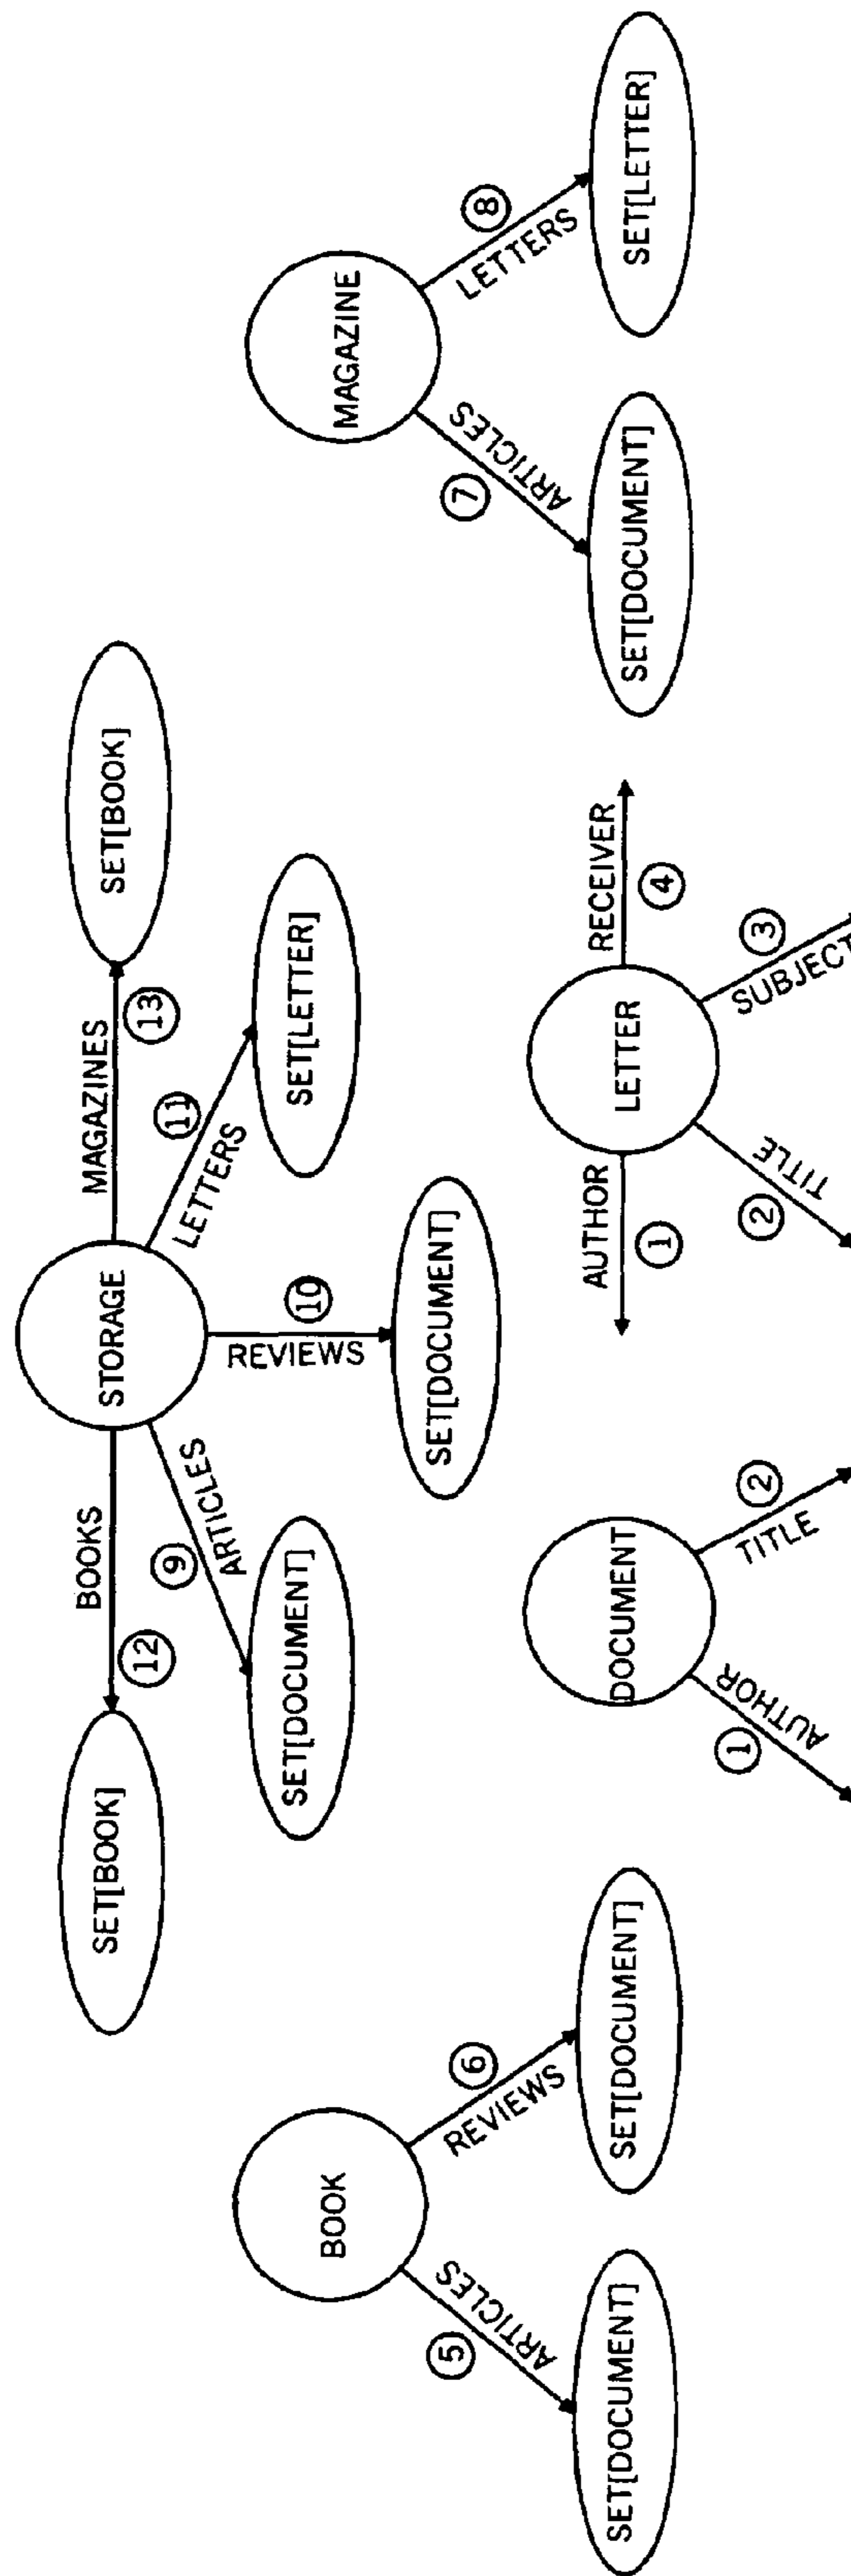 STORAGE
BOOKS
12
SET[BOOK]
ARTICLES
9
SET[DOCUMENT]
REVIEWS
10
SET[DOCUMENT]
LETTERS
11
SET[LETTER]
MAGAZINES
13
SET[BOOK]
BOOK
ARTICLES
5
SET[DOCUMENT]
REVIEWS
6
SET[DOCUMENT]
MAGAZINE
ARTICLES
7
SET[DOCUMENT]
LETTERS
8
SET[LETTER]
DOCUMENT
AUTHOR
1
TITLE
2
LETTER
AUTHOR
1
TITLE
2
SUBJECT
3
RECEIVER
4